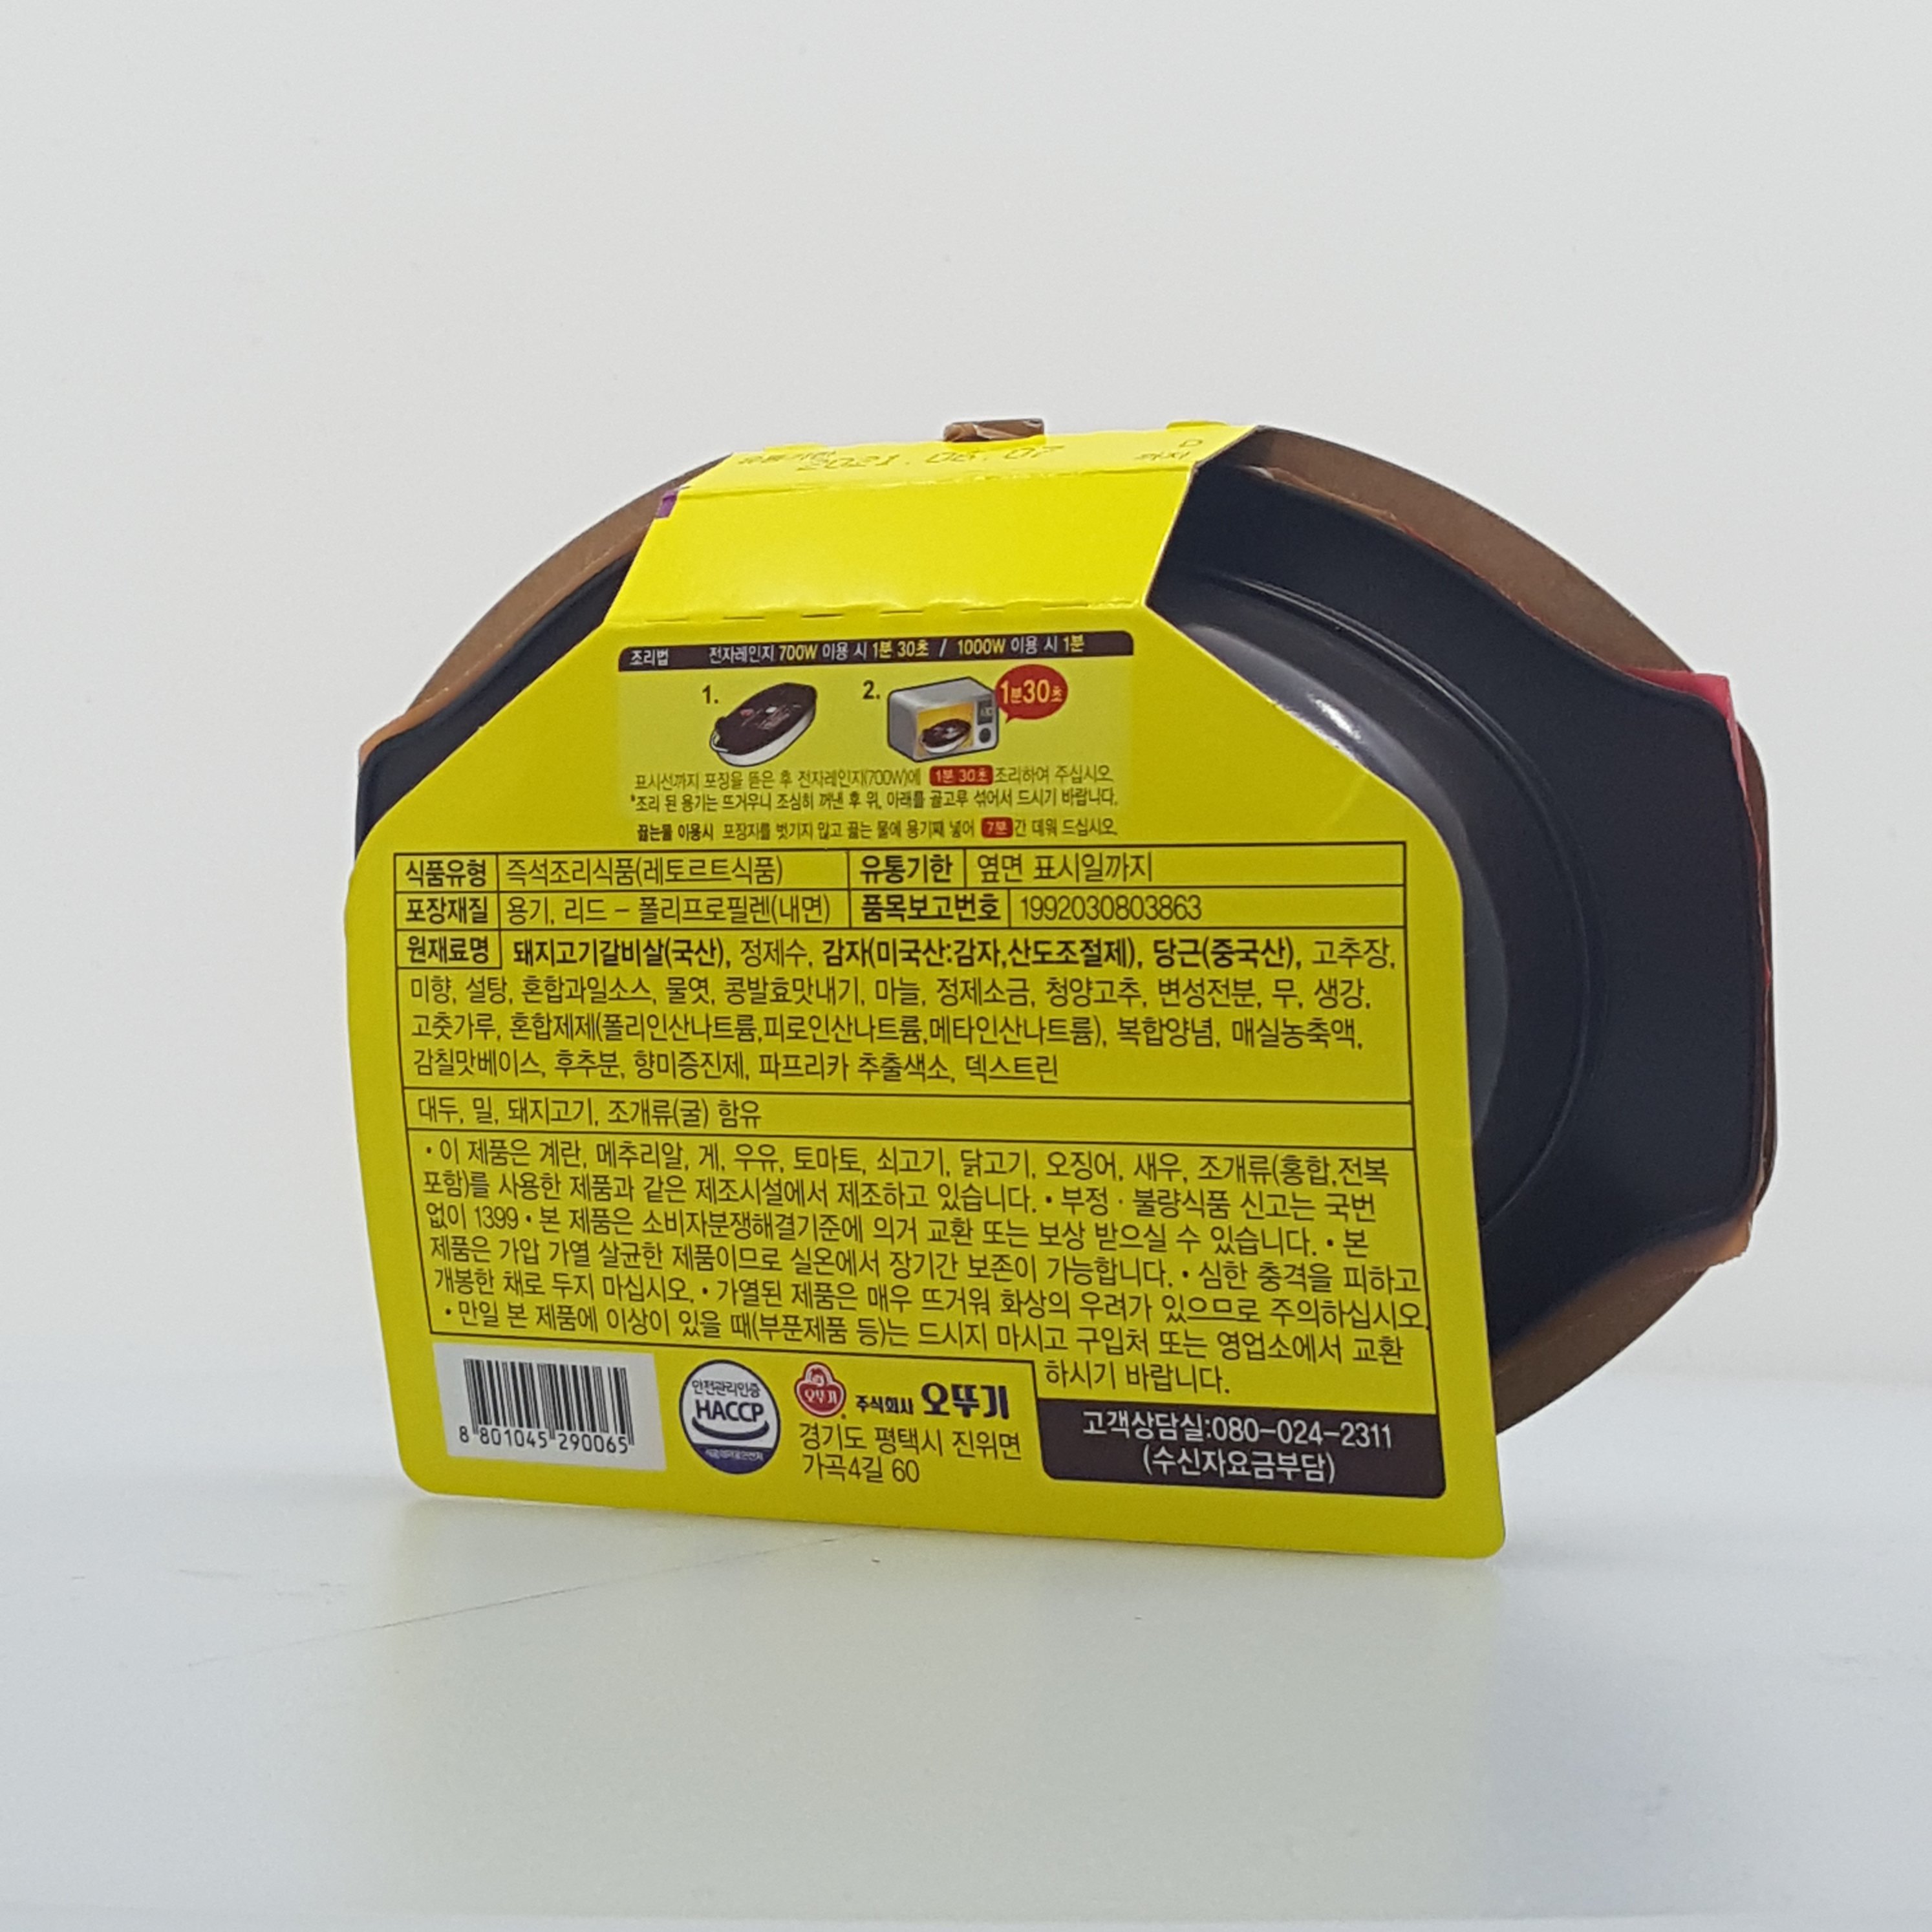 유통기한 2021.06.07 D
까지
조리법 전자레인지 700W 이용 시 1분 30초 / 1000W 이용 시 1분
1. 2. 1분30초
표시선까지 포장을 뜯은 후 전자레인지(700W)에 1분 30초 조리하여 주십시오.
*조리 된 용기는 뜨거우니 조심히 꺼낸 후 위, 아래를 골고루 섞어서 드시기 바랍니다.
끓는물 이용시 포장지를 벗기지 않고 끓는 물에 용기째 넣어 7분 간 데워 드십시오.
식품유형 즉석조리식품(레토르트식품) 유통기한 옆면 표시일까지
포장재질 용기, 리드 – 폴리프로필렌(내면) 품목보고번호 1992030803863
원재료명 돼지고기갈비살(국산), 정제수, 감자(미국산:감자,산도조절제), 당근(중국산), 고추장,
미향, 설탕, 혼합과일소스, 물엿, 콩발효맛내기, 마늘, 정제소금, 청양고추, 변성전분, 무, 생강,
고춧가루, 혼합제제(폴리인산나트륨,피로인산나트륨,메타인산나트륨), 복합양념, 매실농축액,
감칠맛베이스, 후추분, 향미증진제, 파프리카 추출색소, 덱스트린
대두, 밀, 돼지고기, 조개류(굴) 함유
• 이 제품은 계란, 메추리알, 게, 우유, 토마토, 쇠고기, 닭고기, 오징어, 새우, 조개류(홍합,전복
포함)를 사용한 제품과 같은 제조시설에서 제조하고 있습니다. • 부정 · 불량식품 신고는 국번
없이 1399 • 본 제품은 소비자분쟁해결기준에 의거 교환 또는 보상 받으실 수 있습니다. • 본
제품은 가압 가열 살균한 제품이므로 실온에서 장기간 보존이 가능합니다. • 심한 충격을 피하고
개봉한 채로 두지 마십시오. • 가열된 제품은 매우 뜨거워 화상의 우려가 있으므로 주의하십시오.
• 만일 본 제품에 이상이 있을 때(부푼제품 등)는 드시지 마시고 구입처 또는 영업소에서 교환
하시기 바랍니다.
8 801045 290065
안전관리인증
HACCP
오뚜기
주식회사 오뚜기
경기도 평택시 진위면
가곡4길 60
고객상담실:080–024–2311
(수신자요금부담)